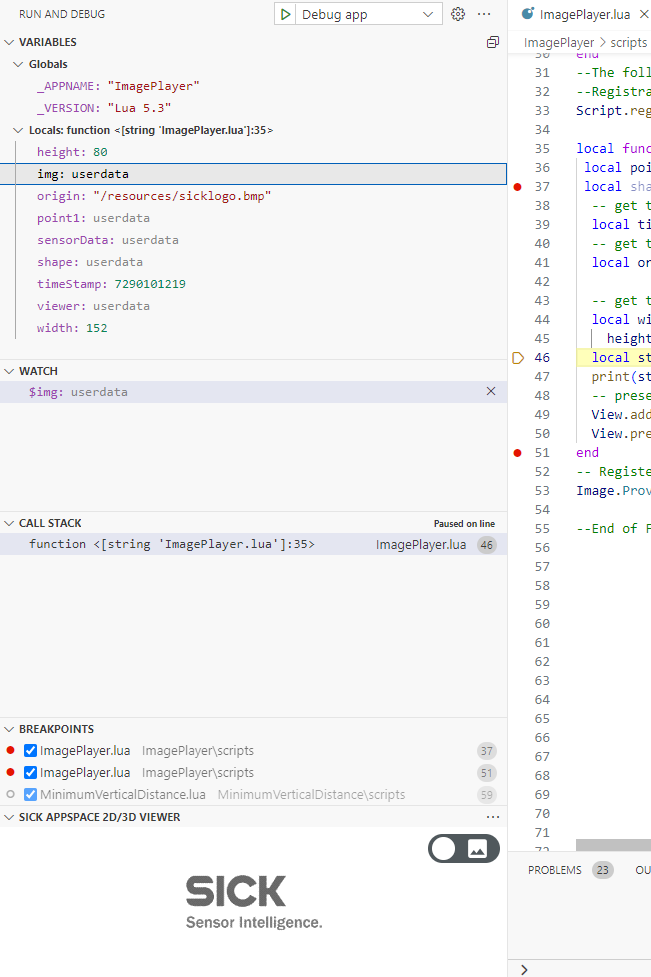 RUN AND DEBUG
Debug app
VARIABLES
Globals
_APPNAME: "ImagePlayer"
_VERSION: "Lua 5.3"
Locals: function <[string 'ImagePlayer.lua']:35>
height: 80
img: userdata
origin: "/resources/sicklogo.bmp"
point1: userdata
sensorData: userdata
shape: userdata
timeStamp: 7290101219
viewer: userdata
width: 152
WATCH
$img: userdata
CALL STACK
Paused on line
function <[string 'ImagePlayer.lua']:35>
ImagePlayer.lua 46
BREAKPOINTS
ImagePlayer.lua ImagePlayer\scripts 37
ImagePlayer.lua ImagePlayer\scripts 51
MinimumVerticalDistance.lua MinimumVerticalDistance\scripts 59
SICK APPSPACE 2D/3D VIEWER
SICK
Sensor Intelligence.
ImagePlayer.lua
ImagePlayer > scripts
30 end
31 --The foll
32 --Registra
33 Script.reg
34
35 local func
36 local poi
37 local sha
38 -- get t
39 local ti
40 -- get t
41 local or
42
43 -- get t
44 local wi
45 height
46 local st
47 print(st
48 -- prese
49 View.add
50 View.pre
51 end
52 -- Registe
53 Image.Prov
54
55 --End of F
56
57
58
59
60
61
62
63
64
65
66
67
68
69
70
71
72
PROBLEMS 23 OU